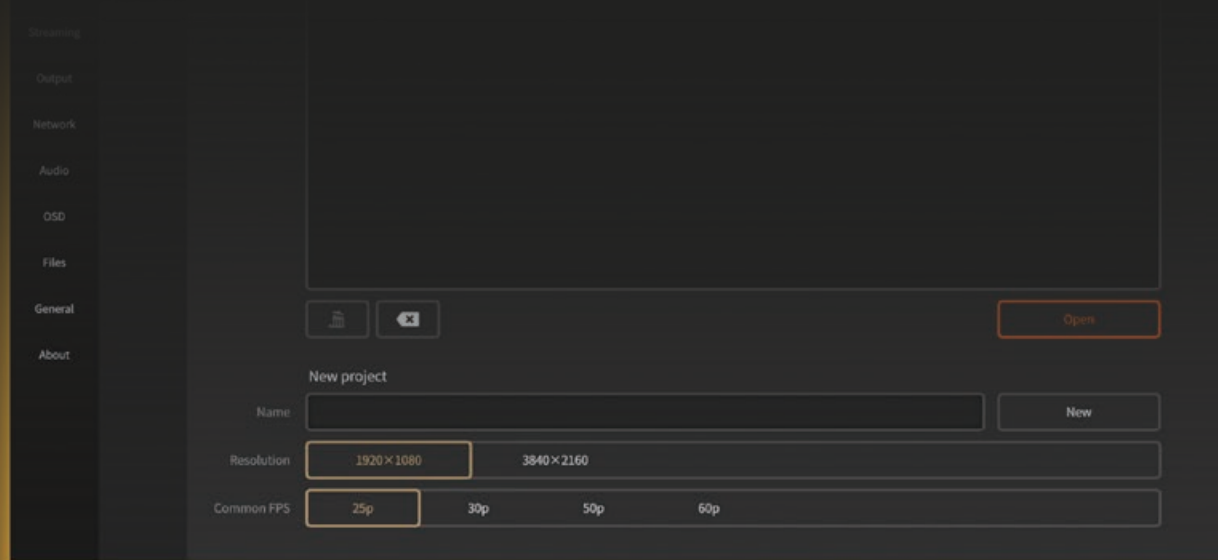 Streaming
Output
Network
Audio
OSD
Files
General
About
Open
New project
Name
New
Resolution
1920×1080
3840×2160
Common FPS
25p
30p
50p
60p